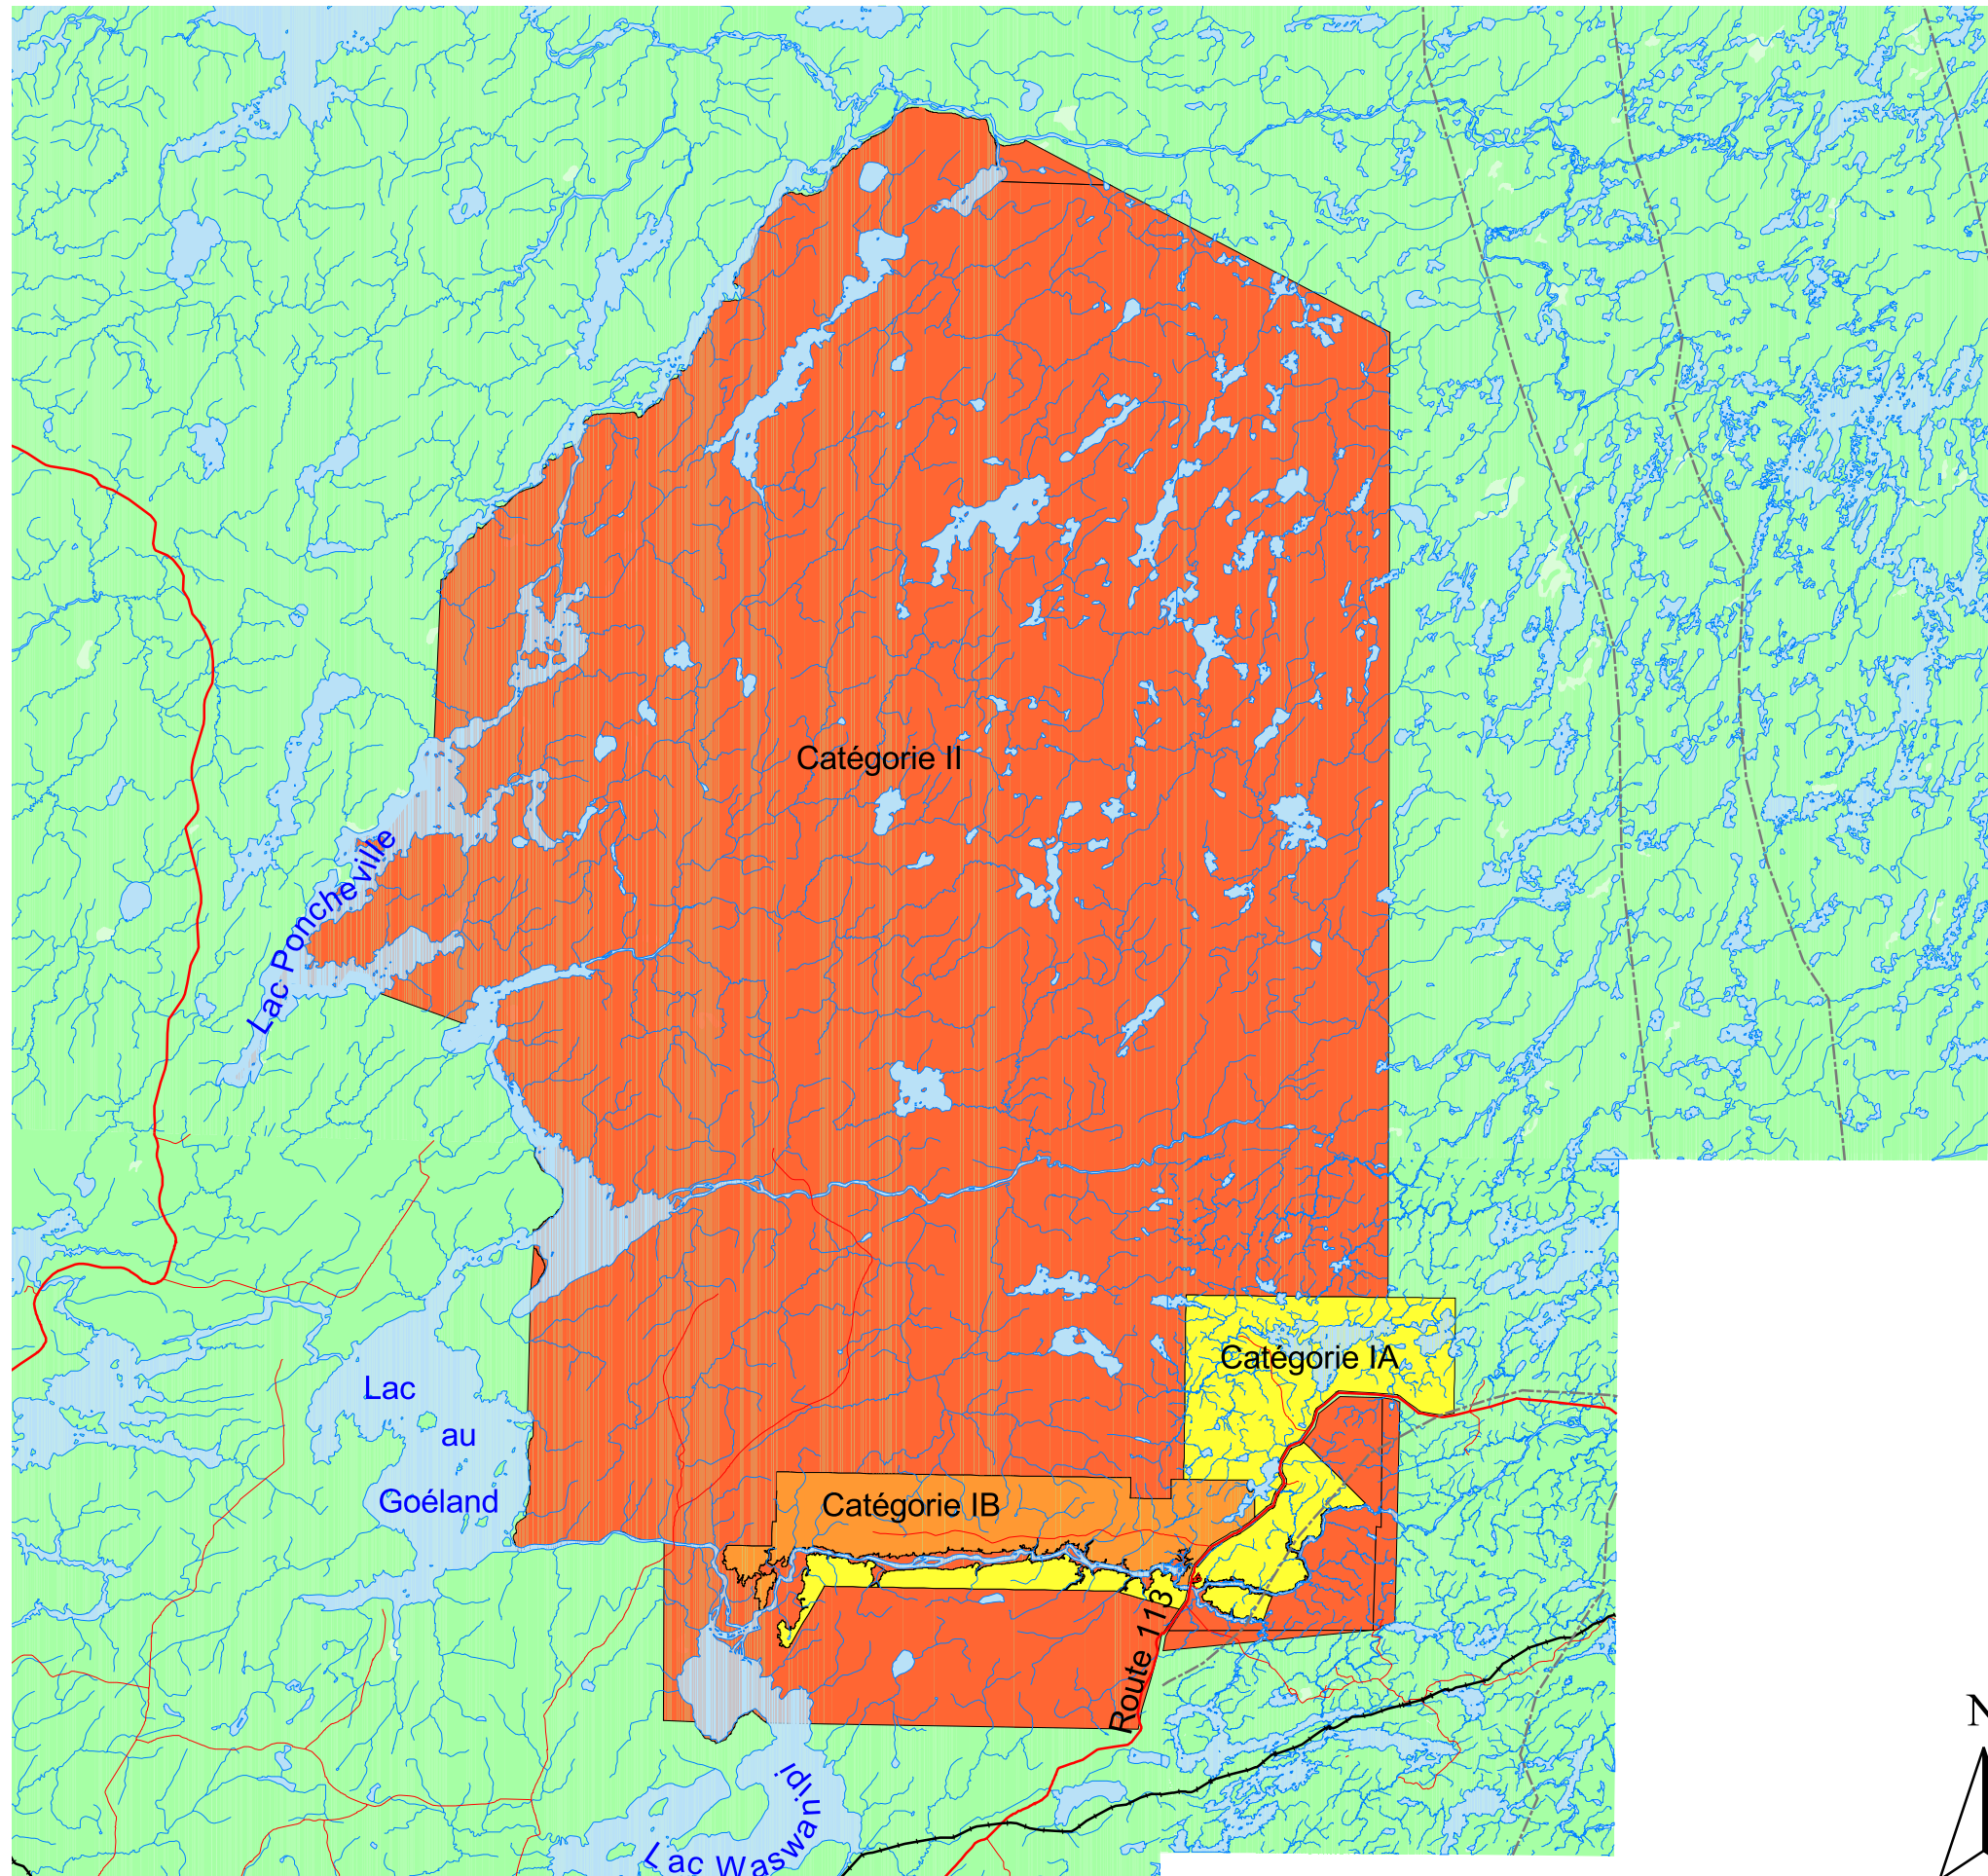 Catégorie II
Lac Poncheville
Catégorie IA
Lac
au
Goéland
Catégorie IB
Route 113
Lac Waswanipi
N